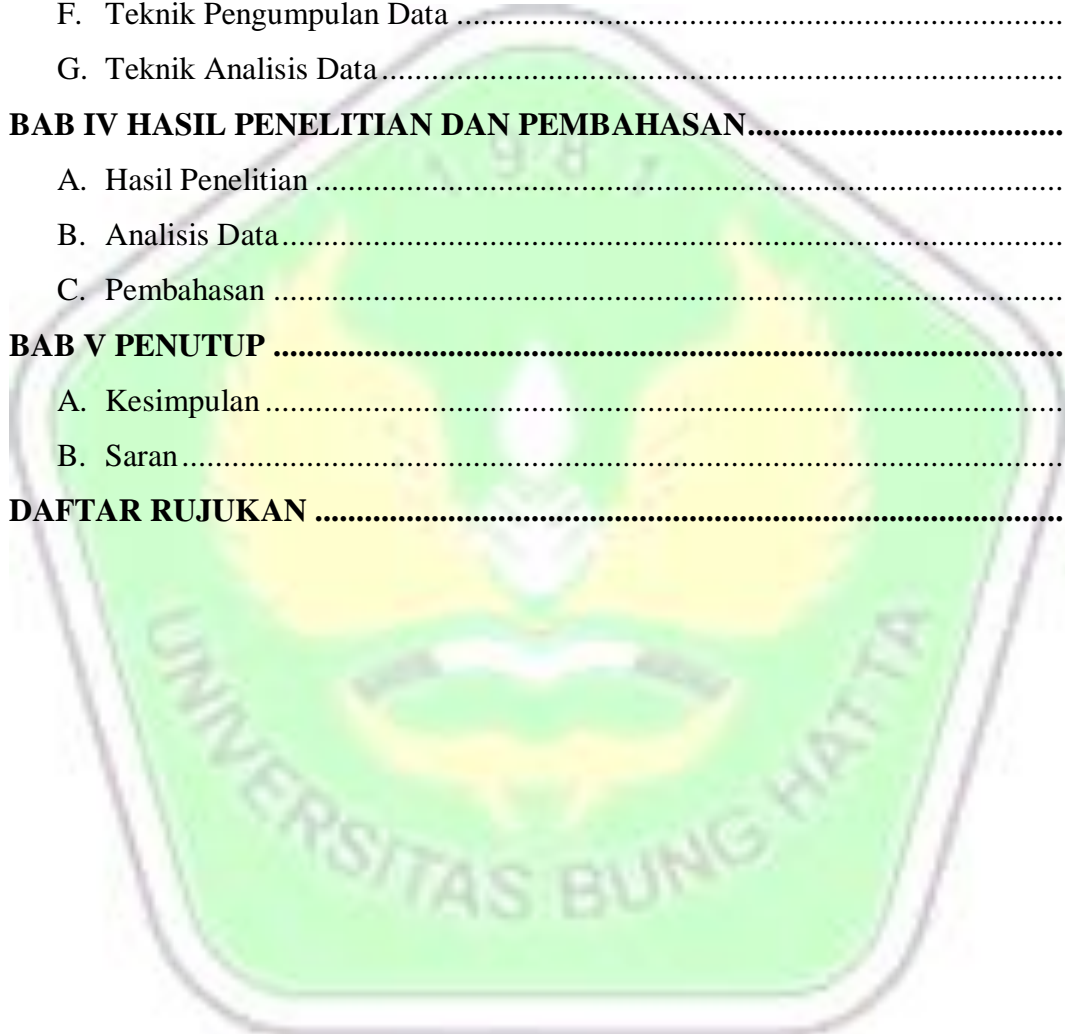 F. Teknik Pengumpulan Data ........................................................................
G. Teknik Analisis Data ........................................................................
BAB IV HASIL PENELITIAN DAN PEMBAHASAN ........................................
A. Hasil Penelitian ........................................................................
B. Analisis Data ........................................................................
C. Pembahasan ........................................................................
BAB V PENUTUP ........................................................................
A. Kesimpulan ........................................................................
B. Saran ........................................................................
DAFTAR RUJUKAN ........................................................................
1981
UNIVERSITAS BUNG HATTA